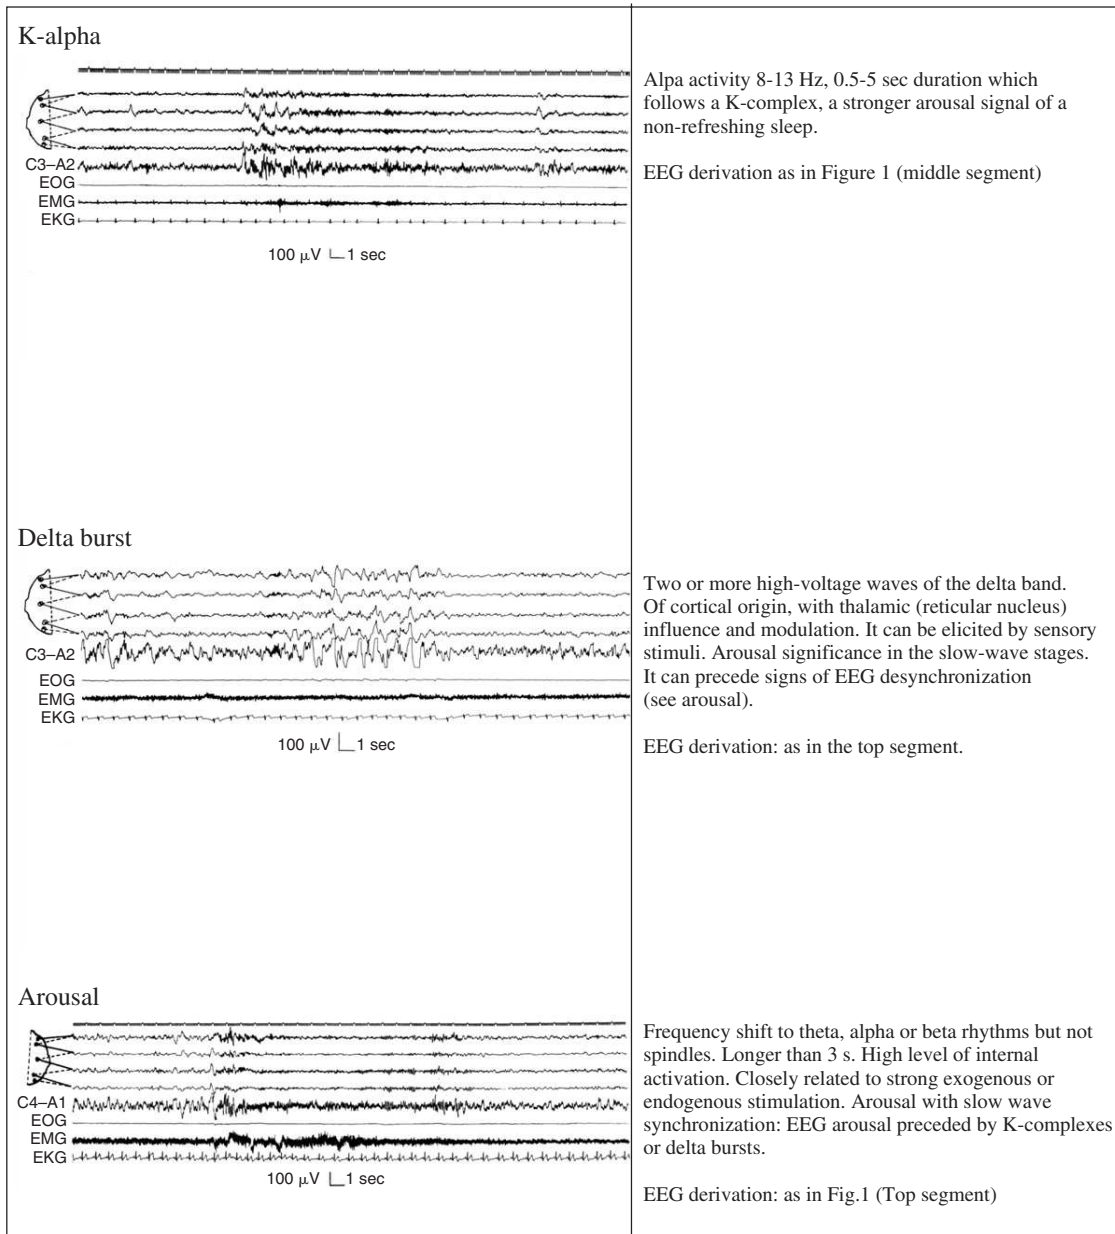 K-alpha
C3–A2
EOG
EMG
EKG
100 μV 1 sec
Alpa activity 8-13 Hz, 0.5-5 sec duration which
follows a K-complex, a stronger arousal signal of a
non-refreshing sleep.
EEG derivation as in Figure 1 (middle segment)
Delta burst
C3–A2
EOG
EMG
EKG
100 μV 1 sec
Two or more high-voltage waves of the delta band.
Of cortical origin, with thalamic (reticular nucleus)
influence and modulation. It can be elicited by sensory
stimuli. Arousal significance in the slow-wave stages.
It can precede signs of EEG desynchronization
(see arousal).
EEG derivation: as in the top segment.
Arousal
C4–A1
EOG
EMG
EKG
100 μV 1 sec
Frequency shift to theta, alpha or beta rhythms but not
spindles. Longer than 3 s. High level of internal
activation. Closely related to strong exogenous or
endogenous stimulation. Arousal with slow wave
synchronization: EEG arousal preceded by K-complexes
or delta bursts.
EEG derivation: as in Fig.1 (Top segment)